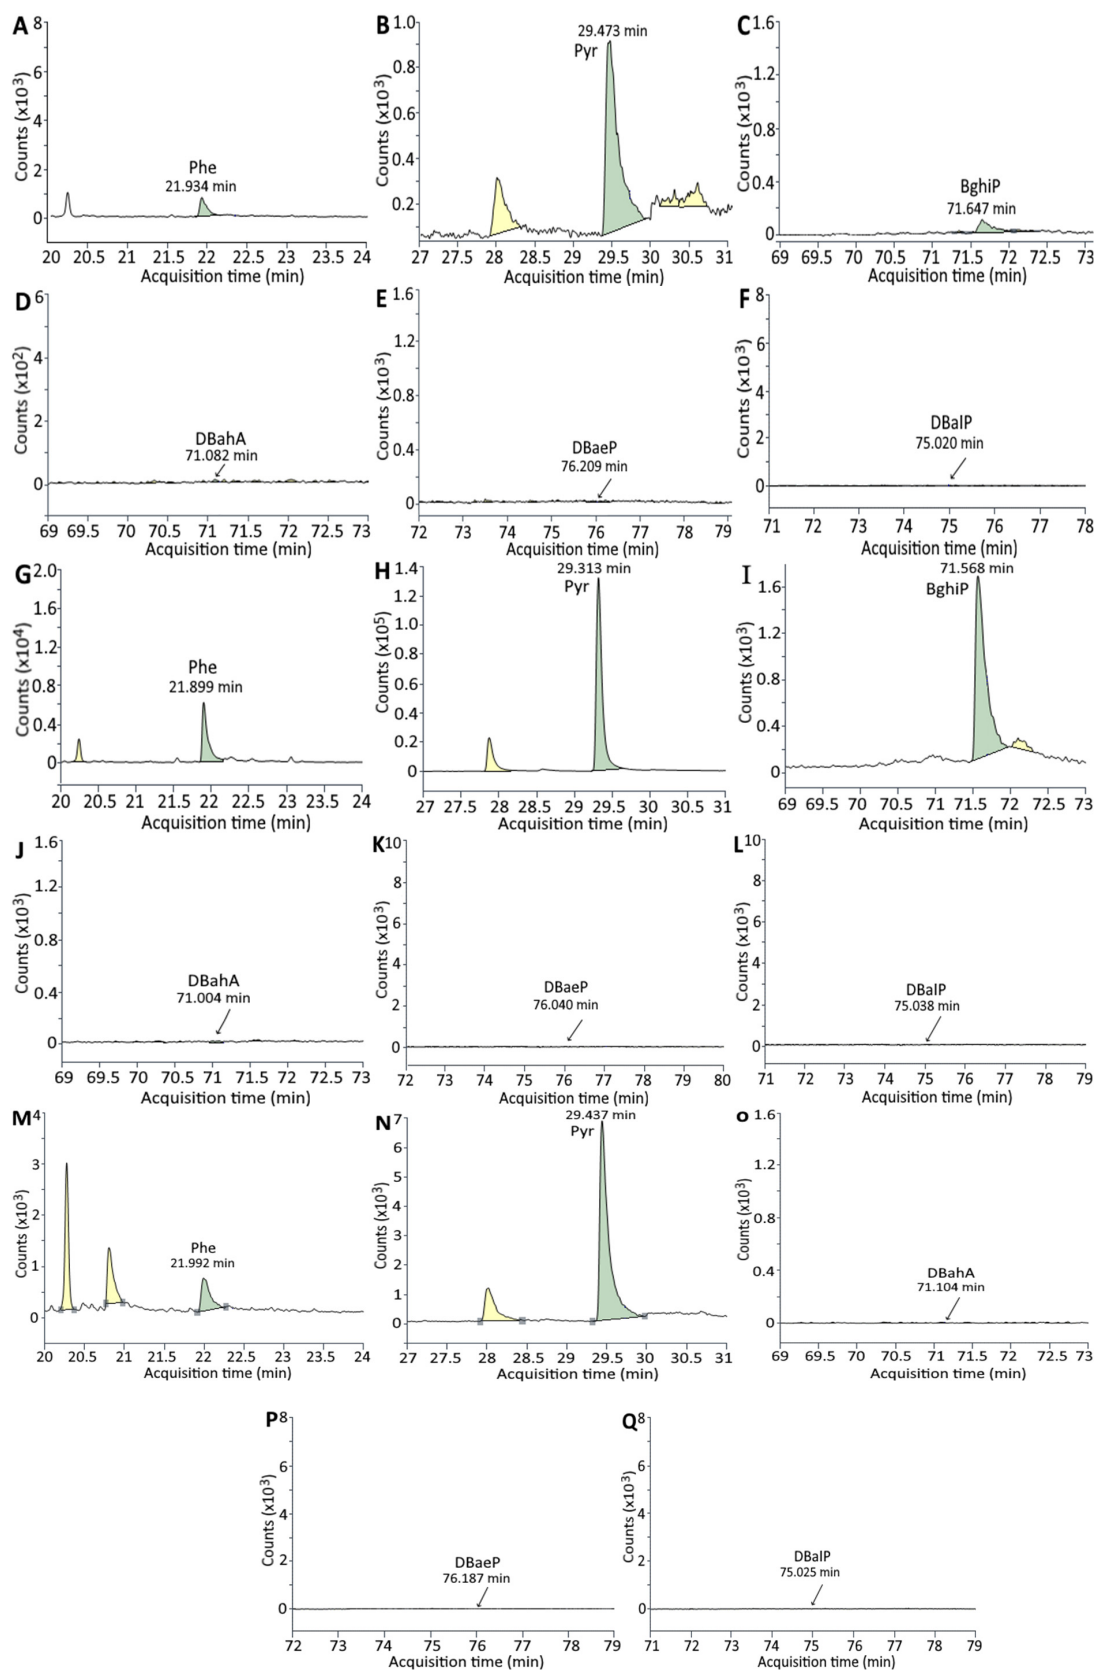 A
8
6
4
2
0
Counts (x10³)
Phe
21.934 min
20 20.5 21 21.5 22 22.5 23 23.5 24
Acquisition time (min)
B
1.0
0.8
0.6
0.4
0.2
Counts (x10³)
29.473 min
Pyr
27 27.5 28 28.5 29 29.5 30 30.5 31
Acquisition time (min)
C
1.6
1.2
0.8
0.4
0
Counts (x10³)
BghiP
71.647 min
69 69.5 70 70.5 71 71.5 72 72.5 73
Acquisition time (min)
D
6
4
2
0
Counts (x10²)
DBahA
71.082 min
69 69.5 70 70.5 71 71.5 72 72.5 73
Acquisition time (min)
E
1.6
1.2
0.8
0.4
0
Counts (x10³)
DBaeP
76.209 min
72 73 74 75 76 77 78 79
Acquisition time (min)
F
8
6
4
2
0
Counts (x10³)
DBalP
75.020 min
71 72 73 74 75 76 77 78
Acquisition time (min)
G
2.0
1.6
1.2
0.8
0.4
0
Counts (x10⁴)
Phe
21.899 min
20 20.5 21 21.5 22 22.5 23 23.5 24
Acquisition time (min)
H
1.4
1.2
1.0
0.8
0.6
0.4
0.2
0
Counts (x10⁵)
29.313 min
Pyr
27 27.5 28 28.5 29 29.5 30 30.5 31
Acquisition time (min)
I
1.6
1.2
0.8
0.4
0
Counts (x10³)
71.568 min
BghiP
69 69.5 70 70.5 71 71.5 72 72.5 73
Acquisition time (min)
J
1.6
1.2
0.8
0.4
0
Counts (x10³)
DBahA
71.004 min
69 69.5 70 70.5 71 71.5 72 72.5 73
Acquisition time (min)
K
10
8
6
4
2
0
Counts (x10³)
DBaeP
76.040 min
72 73 74 75 76 77 78 79 80
Acquisition time (min)
L
10
8
6
4
2
0
Counts (x10³)
DBalP
75.038 min
71 72 73 74 75 76 77 78 79
Acquisition time (min)
M
4
3
2
1
0
Counts (x10³)
Phe
21.992 min
20 20.5 21 21.5 22 22.5 23 23.5 24
Acquisition time (min)
N
7
6
5
4
3
2
1
0
Counts (x10³)
29.437 min
Pyr
27 27.5 28 28.5 29 29.5 30 30.5 31
Acquisition time (min)
O
1.6
1.2
0.8
0.4
0
Counts (x10³)
DBahA
71.104 min
69 69.5 70 70.5 71 71.5 72 72.5 73
Acquisition time (min)
P
8
6
4
2
0
Counts (x10³)
DBaeP
76.187 min
72 73 74 75 76 77 78 79
Acquisition time (min)
Q
8
6
4
2
0
Counts (x10³)
DBalP
75.025 min
71 72 73 74 75 76 77 78 79
Acquisition time (min)